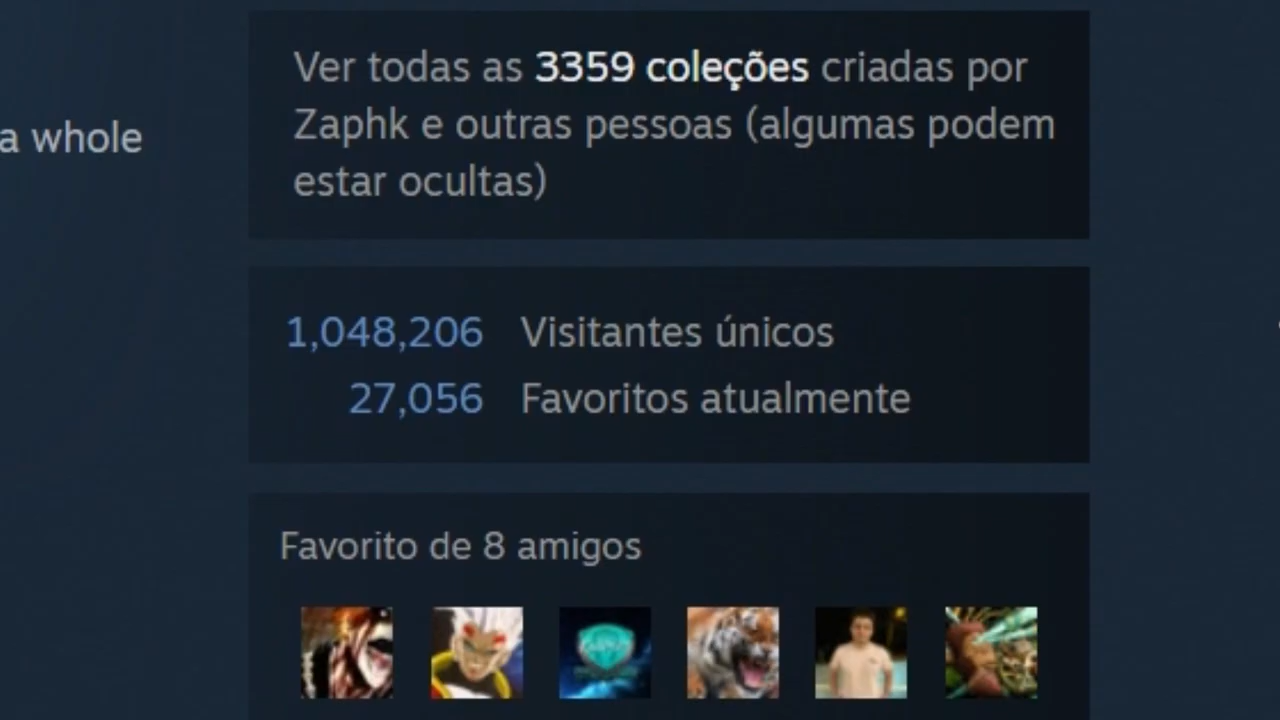 a whole
Ver todas as 3359 coleções criadas por
Zaphk e outras pessoas (algumas podem
estar ocultas)
1,048,206 Visitantes únicos
27,056 Favoritos atualmente
Favorito de 8 amigos